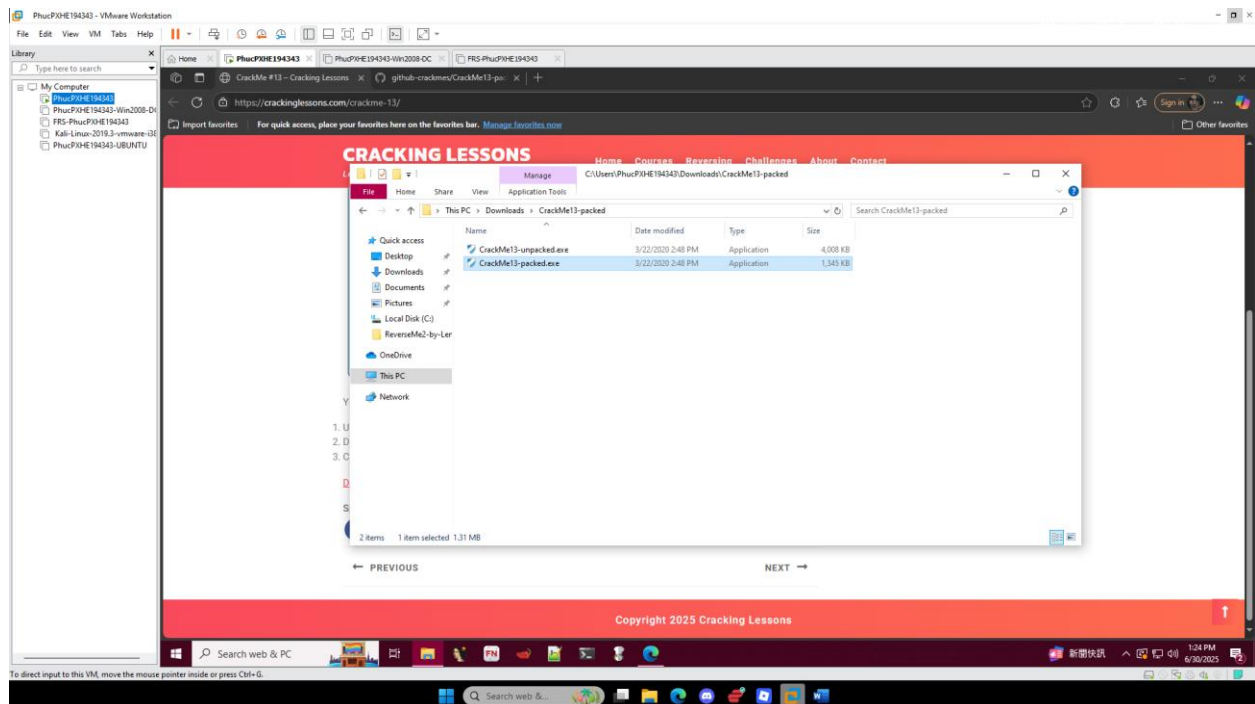 PhucPXHE194343 - VMware Workstation
File Edit View VM Tabs Help
Library
Type here to search
My Computer
PhucPXHE194343
PhucPXHE194343-Win2008-D
FRS-PhucPXHE194343
Kali-Linux-2019.3-vmware-i38
PhucPXHE194343-UBUNTU
Home PhucPXHE194343 PhucPXHE194343-Win2008-DC FRS-PhucPXHE194343
CrackMe #13 – Cracking Lessons github-crackmes/CrackMe13-pac
https://crackinglessons.com/crackme-13/
Sign in
Import favorites For quick access, place your favorites here on the favorites bar. Manage favorites now
Other favorites
CRACKING LESSONS
Home Courses Reversing Challenges About Contact
L
Manage C:\Users\PhucPXHE194343\Downloads\CrackMe13-packed
File Home Share View Application Tools
This PC > Downloads > CrackMe13-packed
Search CrackMe13-packed
Name Date modified Type Size
Quick access
CrackMe13-unpacked.exe 3/22/2020 2:48 PM Application 4,008 KB
Desktop
CrackMe13-packed.exe 3/22/2020 2:48 PM Application 1,345 KB
Downloads
Documents
Pictures
Local Disk (C:)
ReverseMe2-by-Ler
OneDrive
This PC
Network
Y
1. U
2. D
3. C
D
S
2 items 1 item selected 1.31 MB
← PREVIOUS
NEXT →
Copyright 2025 Cracking Lessons
Search web & PC
FN
新聞快訊
1:24 PM
6/30/2025
2
To direct input to this VM, move the mouse pointer inside or press Ctrl+G.
Search web &...